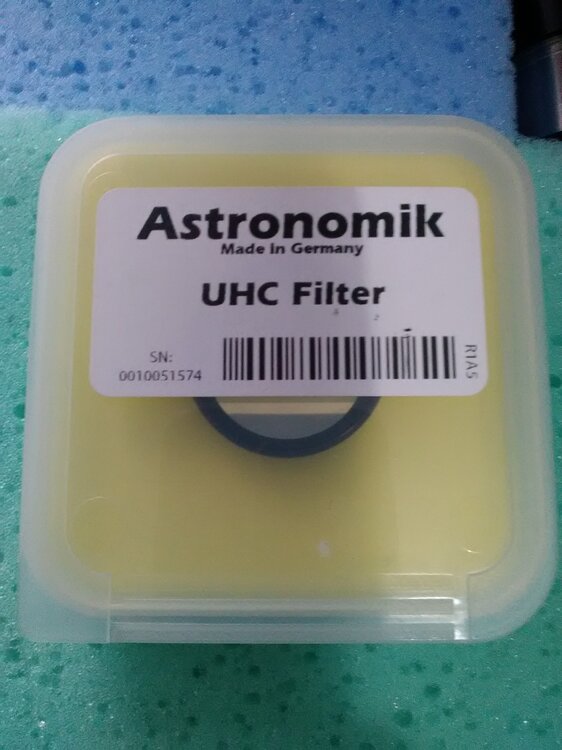 Astronomik
Made in Germany
UHC Filter
SN:
0010051574
R1A5